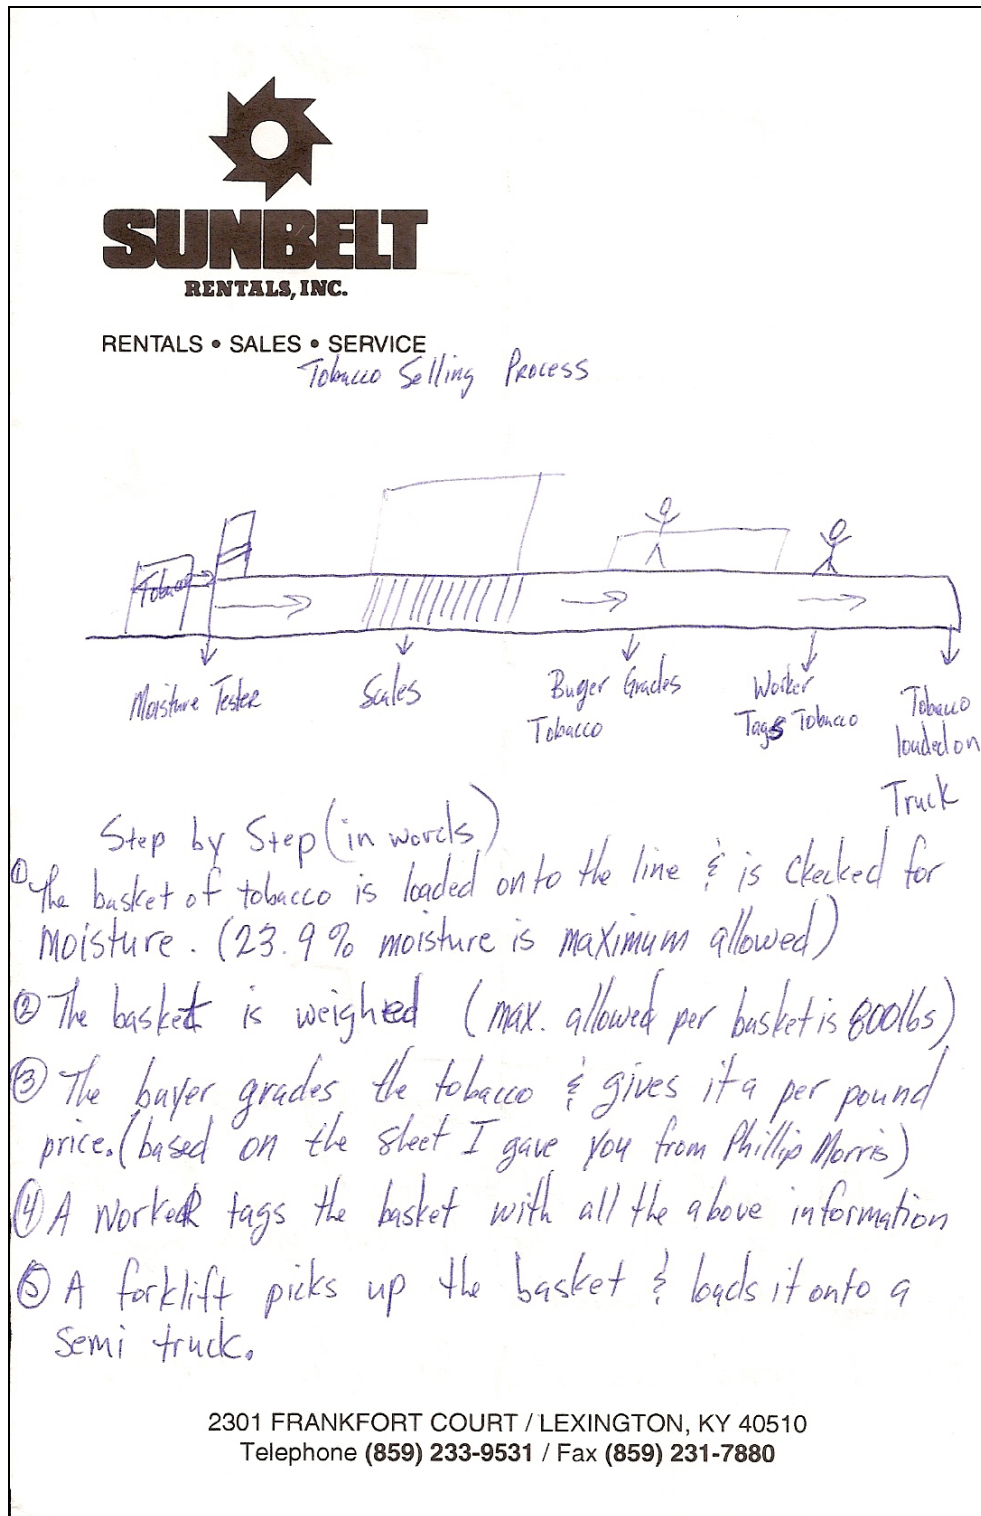 SUNBELT
RENTALS, INC.
RENTALS • SALES • SERVICE
Tobacco Selling Process
Tobacco
Moisture Tester
Scales
Buyer Grades
Tobacco
Worker
Tags Tobacco
Tobacco
loaded on
Truck
Step by Step (in words)
① The basket of tobacco is loaded onto the line & is Ckecked for
moisture. (23.9% moisture is maximum allowed)
② The basket is weighed (max. allowed per basket is 800lbs)
③ The buyer grades the tobacco & gives it a per pound
price. (based on the sheet I gave you from Phillip Morris)
④ A worker tags the basket with all the above information
⑤ A forklift picks up the basket & loads it onto a
semi truck.
2301 FRANKFORT COURT / LEXINGTON, KY 40510
Telephone (859) 233-9531 / Fax (859) 231-7880